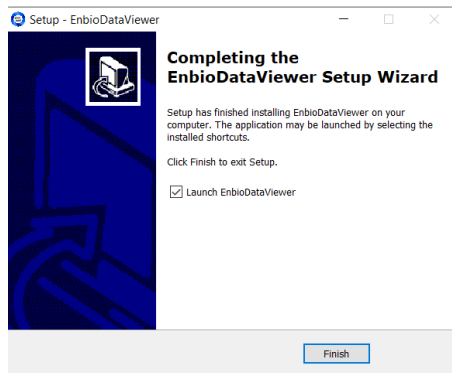 Setup - EnbioDataViewer
Completing the
EnbioDataViewer Setup Wizard
Setup has finished installing EnbioDataViewer on your
computer. The application may be launched by selecting the
installed shortcuts.
Click Finish to exit Setup.
Launch EnbioDataViewer
Finish